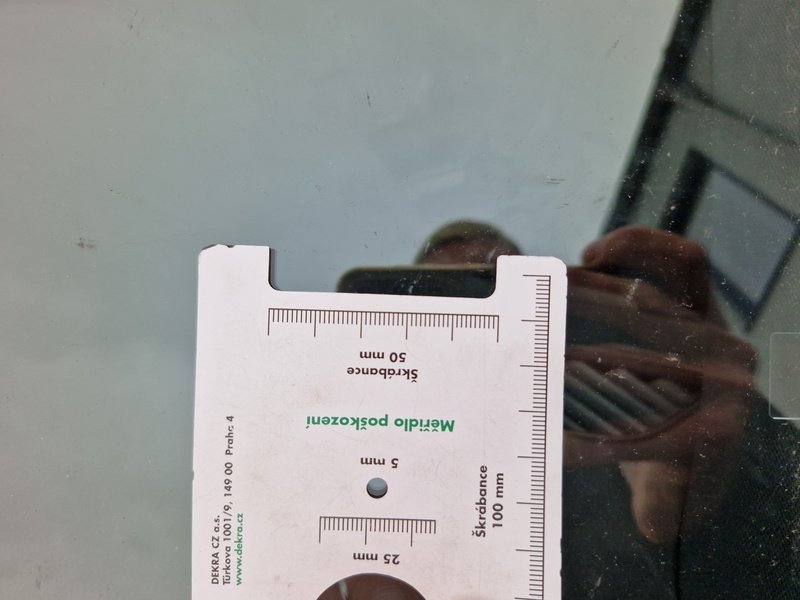 50 mm
Škrábance
Měřidlo poškození
5 mm
25 mm
Škrábance
100 mm
DEKRA CZ a.s.
Türkova 1001/9, 149 00 Praha 4
www.dekra.cz